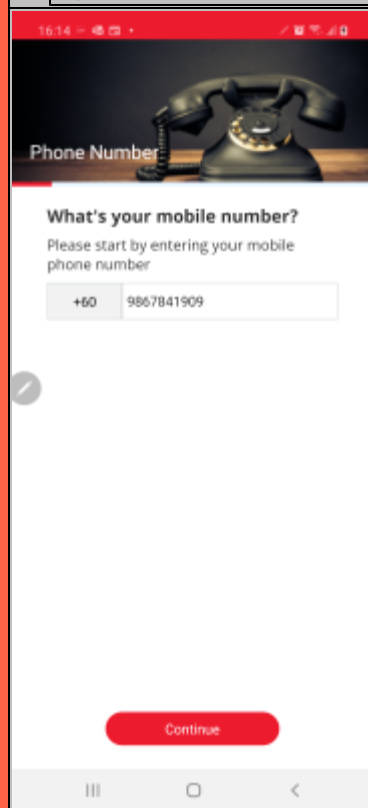 16:14
Phone Number
What's your mobile number?
Please start by entering your mobile
phone number
+60 9867841909
Continue